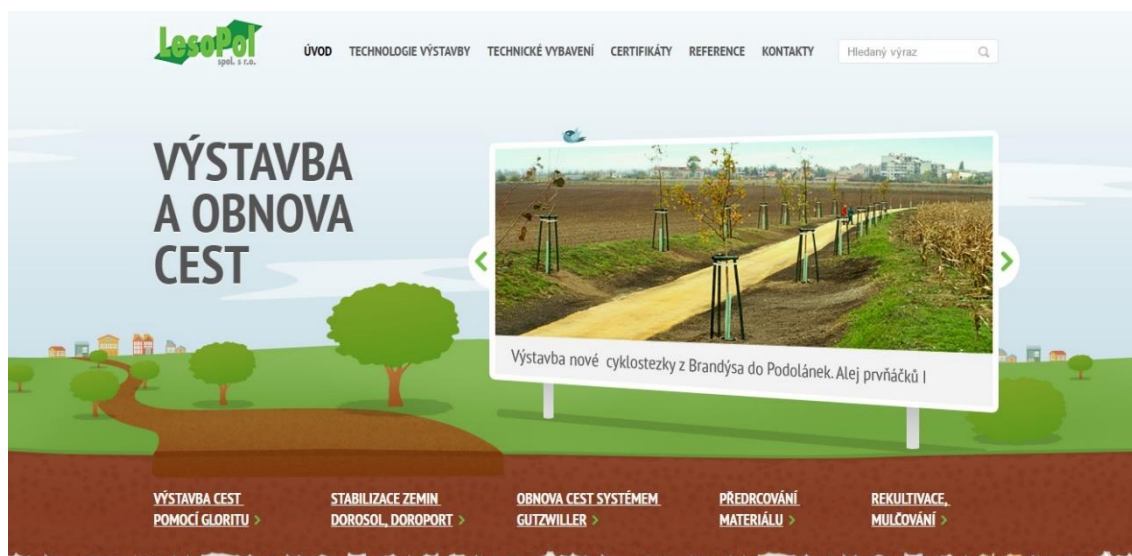 LesoPol
spol. s r.o.
ÚVOD TECHNOLOGIE VÝSTAVBY TECHNICKÉ VYBAVENÍ CERTIFIKÁTY REFERENCE KONTAKTY Hledaný výraz
VÝSTAVBA
A OBNOVA
CEST
Výstavba nové cyklostezky z Brandýsa do Podolánek. Alej prvňáčků I
VÝSTAVBA CEST
POMOCÍ GLORITU >
STABILIZACE ZEMIN
DOROSOL, DOROPORT >
OBNOVA CEST SYSTÉMEM
GUTZWILLER >
PŘEDRCOVÁNÍ
MATERIÁLU >
REKULTIVACE,
MULČOVÁNÍ >